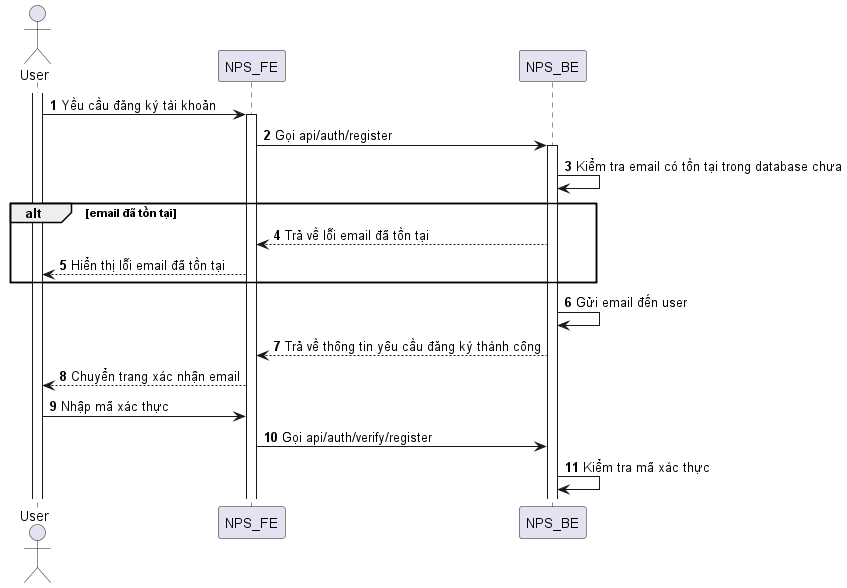 User
NPS_FE
NPS_BE
1 Yêu cầu đăng ký tài khoản
2 Gọi api/auth/register
3 Kiểm tra email có tồn tại trong database chưa
alt [email đã tồn tại]
4 Trả về lỗi email đã tồn tại
5 Hiển thị lỗi email đã tồn tại
6 Gửi email đến user
7 Trả về thông tin yêu cầu đăng ký thành công
8 Chuyển trang xác nhận email
9 Nhập mã xác thực
10 Gọi api/auth/verify/register
11 Kiểm tra mã xác thực
User
NPS_FE
NPS_BE